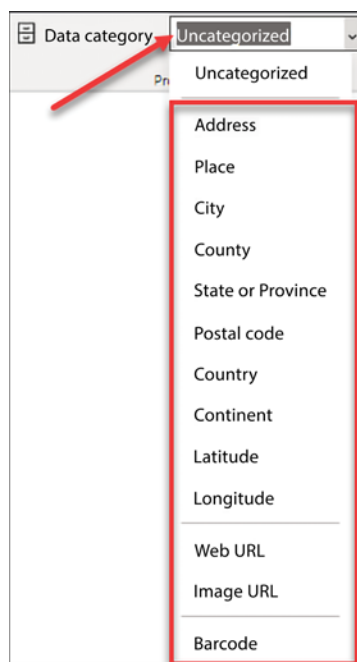 Data category
Uncategorized
Pr
Uncategorized
Address
Place
City
County
State or Province
Postal code
Country
Continent
Latitude
Longitude
Web URL
Image URL
Barcode